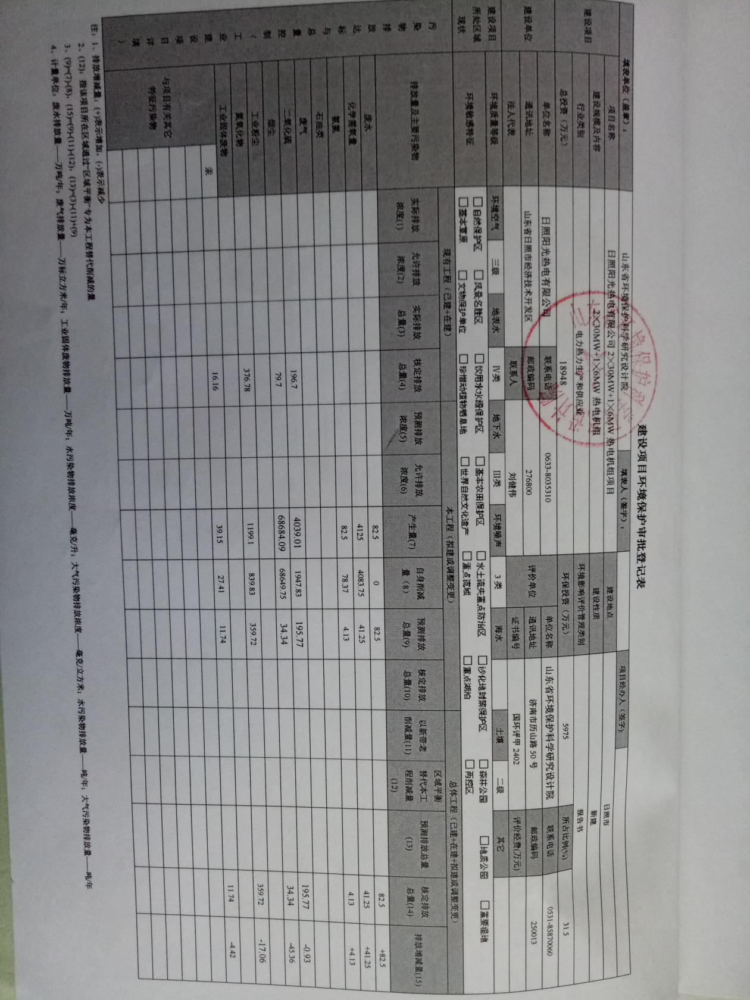 建设项目环境保护审批登记表
填表单位（盖章）： 山东省环境保护科学研究设计院 填表人（签字）： 项目经办人（签字）：
建设项目
项目名称 日照阳光热电有限公司 2×30MW+1×6MW 热电机组项目 建设地点 日照市
建设规模及内容 2×30MW+1×6MW 热电机组 建设性质 新建
行业类别 电力热力生产和供应业 环境影响评价管理类别 报告书
总投资（万元） 18948 环保投资（万元） 5975 所占比例(%) 31.5
建设单位
单位名称 日照阳光热电有限公司 联系电话 0633-8035310 评价单位 单位名称 山东省环境保护科学研究设计院 联系电话 0531-85870060
通讯地址 山东省日照市经济技术开发区 邮政编码 276800 通讯地址 济南市历山路 50 号 邮政编码 250013
法人代表 联系人 刘健伟 证书编号 国环评甲 2402 评价经费(万元)
建设项目所处区域现状
环境质量等级 环境空气 三级 地表水 Ⅳ类 地下水 Ⅲ类 环境噪声 3 类 海水 土壤 二级 其它
环境敏感特征 □自然保护区 □风景名胜区 □饮用水水源保护区 □基本农田保护区 □水土流失重点防治区 □沙化地封禁保护区 □森林公园 □地质公园 □重要湿地
□基本草原 □文物保护单位 □珍惜动植物栖息地 □世界自然文化遗产 □重点流域 □重点湖泊 □两控区
污染物排放达标与总量控制（工业建设项目详填）
排放量及主要污染物 现有工程（已建+在建） 本工程（拟建或调整变更） 总体工程（已建+在建+拟建或调整变更）
实际排放浓度(1) 允许排放浓度(2) 实际排放总量(3) 核定排放总量(4) 预测排放浓度(5) 允许排放浓度(6) 产生量(7) 自身削减量（8） 预测排放总量(9) 核定排放总量(10) 以新带老削减量(11) 区域平衡替代本工程削减量(12) 预测排放总量(13) 核定排放总量(14) 排放增减量(15)
废水 82.5 0 82.5 82.5 +82.5
化学需氧量 4125 4083.75 41.25 41.25 +41.25
氨氮 82.5 78.37 4.13 4.13 +4.13
石油类
废气 196.7 4039.01 1947.83 195.77 195.77 -0.93
二氧化硫 79.7 68684.09 68649.75 34.34 34.34 -45.36
烟尘
工业粉尘 376.78 1199.1 839.83 359.72 359.72 -17.06
氮氧化物
工业固体废物 16.16 39.15 27.41 11.74 11.74 -4.42
与项目有关其它特征污染物 汞
注：1、排放增减量：(+)表示增加，(-)表示减少
2、(12)：指该项目所在区域通过“区域平衡”专为本工程替代削减的量
3、(9)=(7)-(8)，(15)=(9)-(11)-(12)，(13)=(3)-(11)+(9)
4、计量单位：废水排放量——万吨/年；废气排放量——万标立方米/年；工业固体废物排放量——万吨/年；水污染物排放浓度——毫克/升；大气污染物排放浓度——毫克/立方米；水污染物排放量——吨/年；大气污染物排放量——吨/年